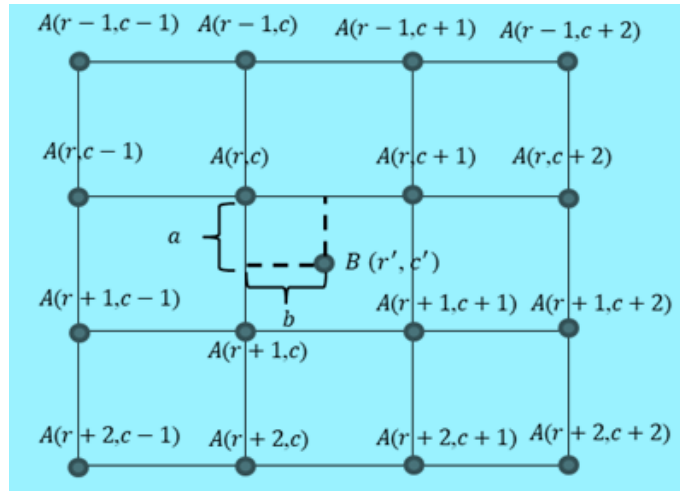 A(r − 1,c − 1) A(r − 1,c) A(r − 1,c + 1) A(r − 1,c + 2)
A(r,c − 1) A(r,c) A(r,c + 1) A(r,c + 2)
a
B (r′, c′)
b
A(r + 1,c − 1) A(r + 1,c + 1) A(r + 1,c + 2)
A(r + 1,c)
A(r + 2,c − 1) A(r + 2,c) A(r + 2,c + 1) A(r + 2,c + 2)